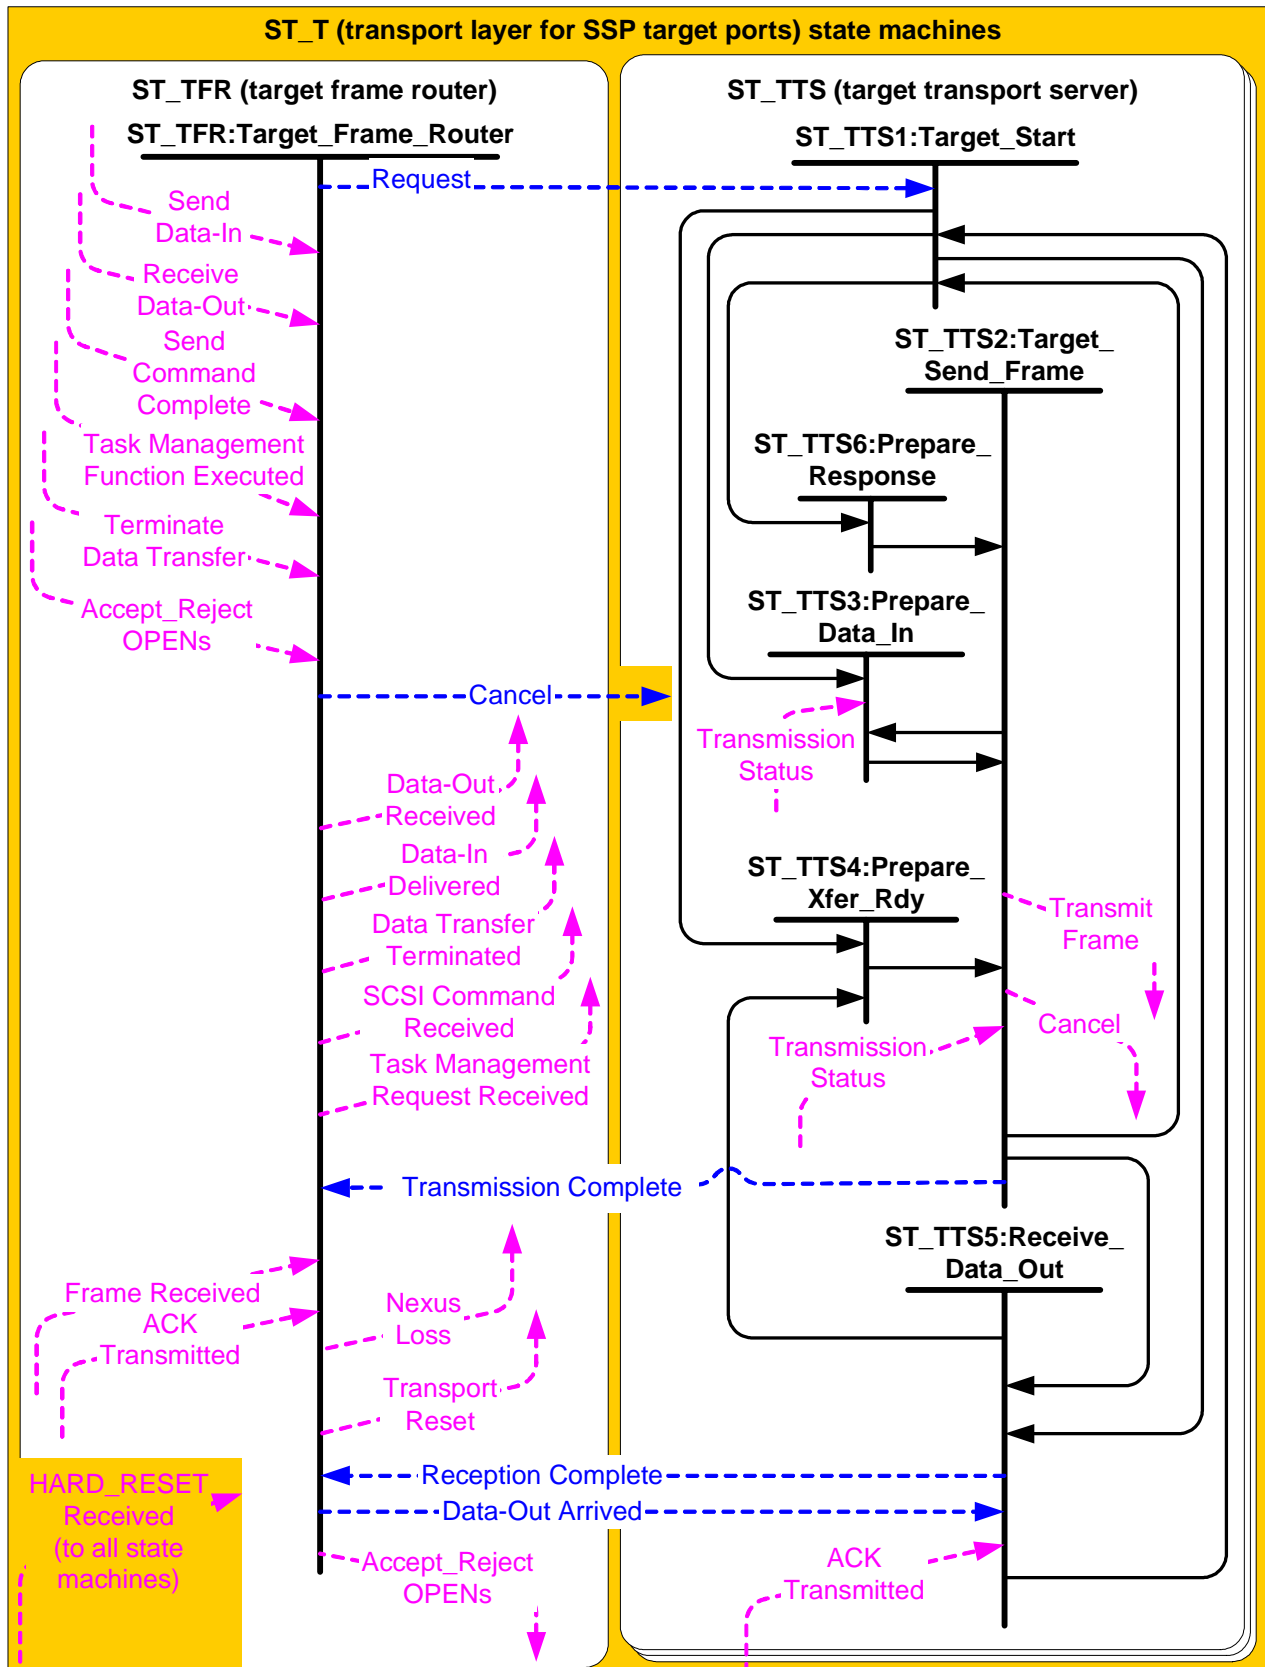 ST_T (transport layer for SSP target ports) state machines
ST_TFR (target frame router)
ST_TFR:Target_Frame_Router
Request
Send
Data-In
Receive
Data-Out
Send
Command
Complete
Task Management
Function Executed
Terminate
Data Transfer
Accept_Reject
OPENs
Cancel
Data-Out
Received
Data-In
Delivered
Data Transfer
Terminated
SCSI Command
Received
Task Management
Request Received
Transmission Complete
Frame Received
ACK
Transmitted
Nexus
Loss
Transport
Reset
HARD_RESET
Received
(to all state
machines)
Reception Complete
Data-Out Arrived
Accept_Reject
OPENs
ST_TTS (target transport server)
ST_TTS1:Target_Start
ST_TTS2:Target_
Send_Frame
ST_TTS6:Prepare_
Response
ST_TTS3:Prepare_
Data_In
Transmission
Status
ST_TTS4:Prepare_
Xfer_Rdy
Transmit
Frame
Cancel
Transmission
Status
ST_TTS5:Receive_
Data_Out
ACK
Transmitted